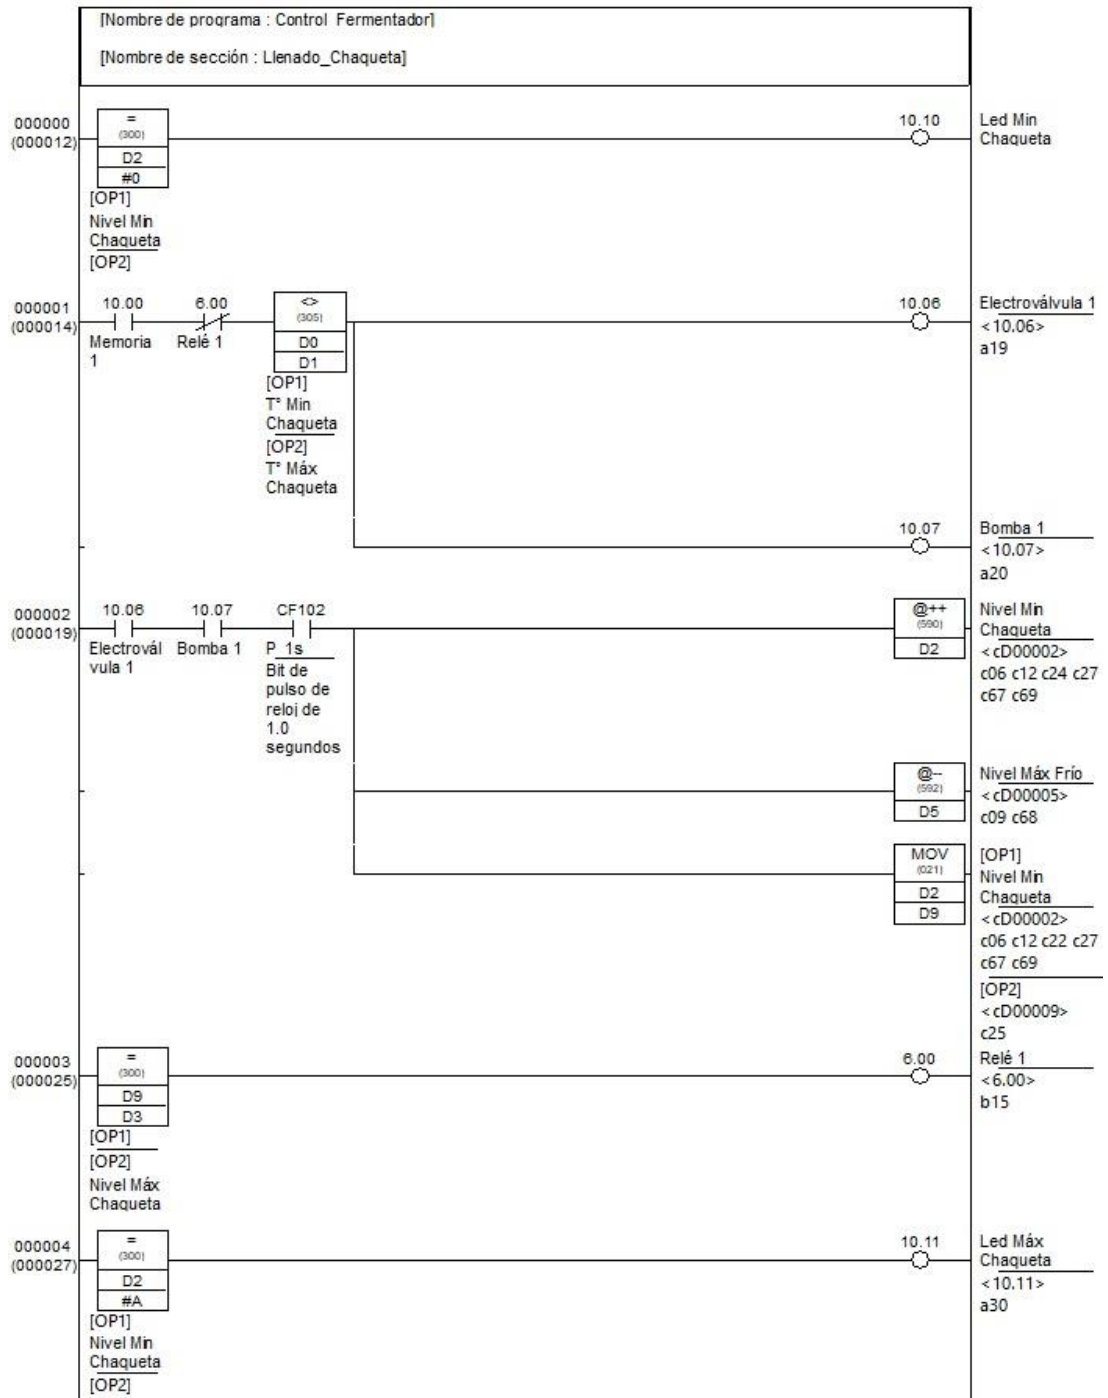 [Nombre de programa : Control_Fermentador]
[Nombre de sección : Llenado_Chaqueta]
000000
(000012)
=
(300)
D2
#0
[OP1]
Nivel Min
Chaqueta
[OP2]
10.10
Led Min
Chaqueta
000001
(000014)
10.00
Memoria
1
6.00
Relé 1
<>
(305)
D0
D1
[OP1]
T° Min
Chaqueta
[OP2]
T° Máx
Chaqueta
10.06
Electroválvula 1
<10.06>
a19
10.07
Bomba 1
<10.07>
a20
000002
(000019)
10.06
Electrovál
vula 1
10.07
Bomba 1
CF102
P_1s
Bit de
pulso de
reloj de
1.0
segundos
@++
(590)
D2
Nivel Min
Chaqueta
<cD00002>
c06 c12 c24 c27
c67 c69
@--
(592)
D5
Nivel Máx Frío
<cD00005>
c09 c68
MOV
(021)
D2
D9
[OP1]
Nivel Min
Chaqueta
<cD00002>
c06 c12 c22 c27
c67 c69
[OP2]
<cD00009>
c25
000003
(000025)
=
(300)
D9
D3
[OP1]
[OP2]
Nivel Máx
Chaqueta
6.00
Relé 1
<6.00>
b15
000004
(000027)
=
(300)
D2
#A
[OP1]
Nivel Min
Chaqueta
[OP2]
10.11
Led Máx
Chaqueta
<10.11>
a30